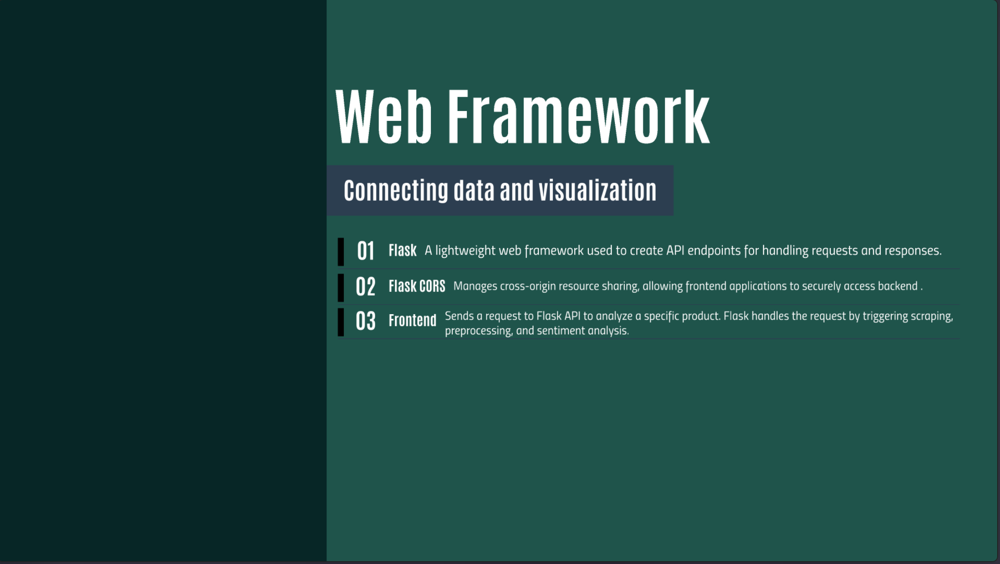 Web Framework
Connecting data and visualization
01 Flask A lightweight web framework used to create API endpoints for handling requests and responses.
02 Flask CORS Manages cross-origin resource sharing, allowing frontend applications to securely access backend .
03 Frontend Sends a request to Flask API to analyze a specific product. Flask handles the request by triggering scraping,
preprocessing, and sentiment analysis.